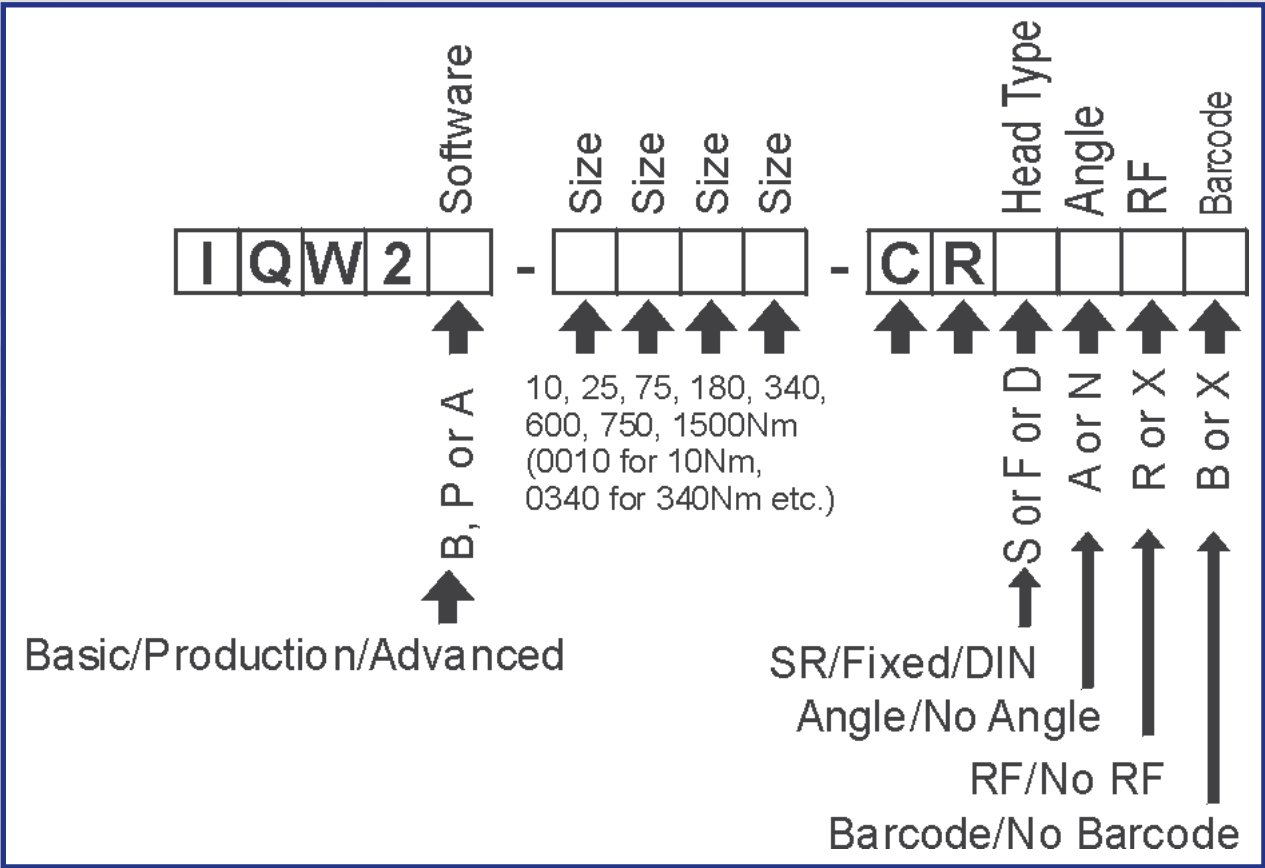 Software
Size
Size
Size
Size
Head Type
Angle
RF
Barcode
I Q W 2 - - C R
B, P or A
10, 25, 75, 180, 340,
600, 750, 1500Nm
(0010 for 10Nm,
0340 for 340Nm etc.)
S or F or D
A or N
R or X
B or X
Basic/Production/Advanced
SR/Fixed/DIN
Angle/No Angle
RF/No RF
Barcode/No Barcode